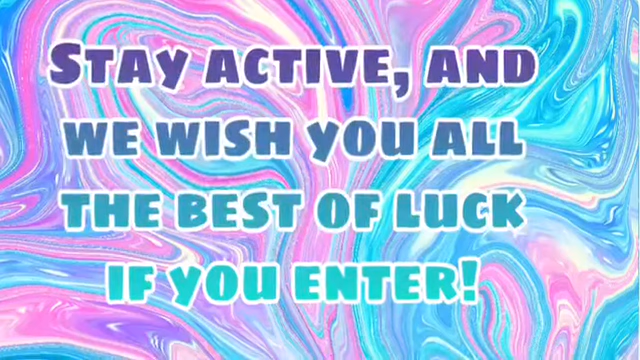 Stay active, and
we wish you all
the best of luck
if you enter!